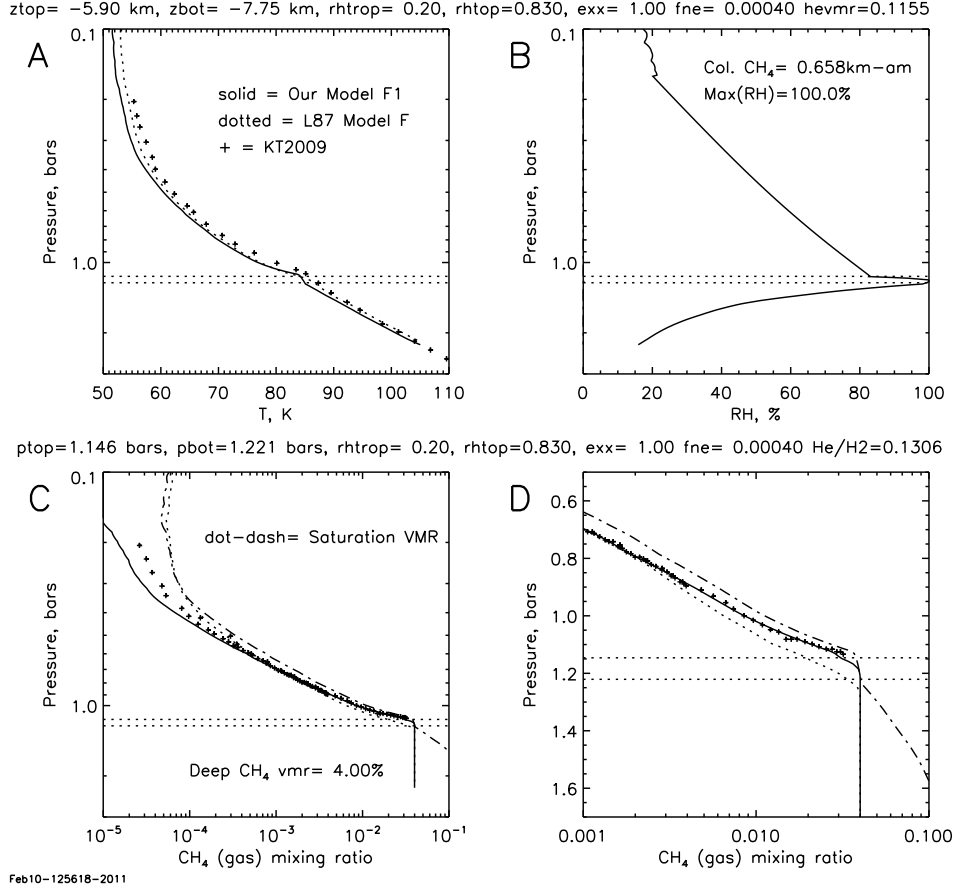 ztop= -5.90 km, zbot= -7.75 km, rhtrop= 0.20, rhtop=0.830, exx= 1.00 fne= 0.00040 hevmr=0.1155
A
solid = Our Model F1
dotted = L87 Model F
+ = KT2009
Pressure, bars
0.1
1.0
50 60 70 80 90 100 110
T, K
B
Col. CH₄= 0.658km-am
Max(RH)=100.0%
Pressure, bars
0.1
1.0
0 20 40 60 80 100
RH, %
ptop=1.146 bars, pbot=1.221 bars, rhtrop= 0.20, rhtop=0.830, exx= 1.00 fne= 0.00040 He/H2=0.1306
C
dot-dash= Saturation VMR
Deep CH₄ vmr= 4.00%
Pressure, bars
0.1
1.0
10⁻⁵ 10⁻⁴ 10⁻³ 10⁻² 10⁻¹
CH₄ (gas) mixing ratio
D
Pressure, bars
0.6
0.8
1.0
1.2
1.4
1.6
0.001 0.010 0.100
CH₄ (gas) mixing ratio
Feb10-125618-2011